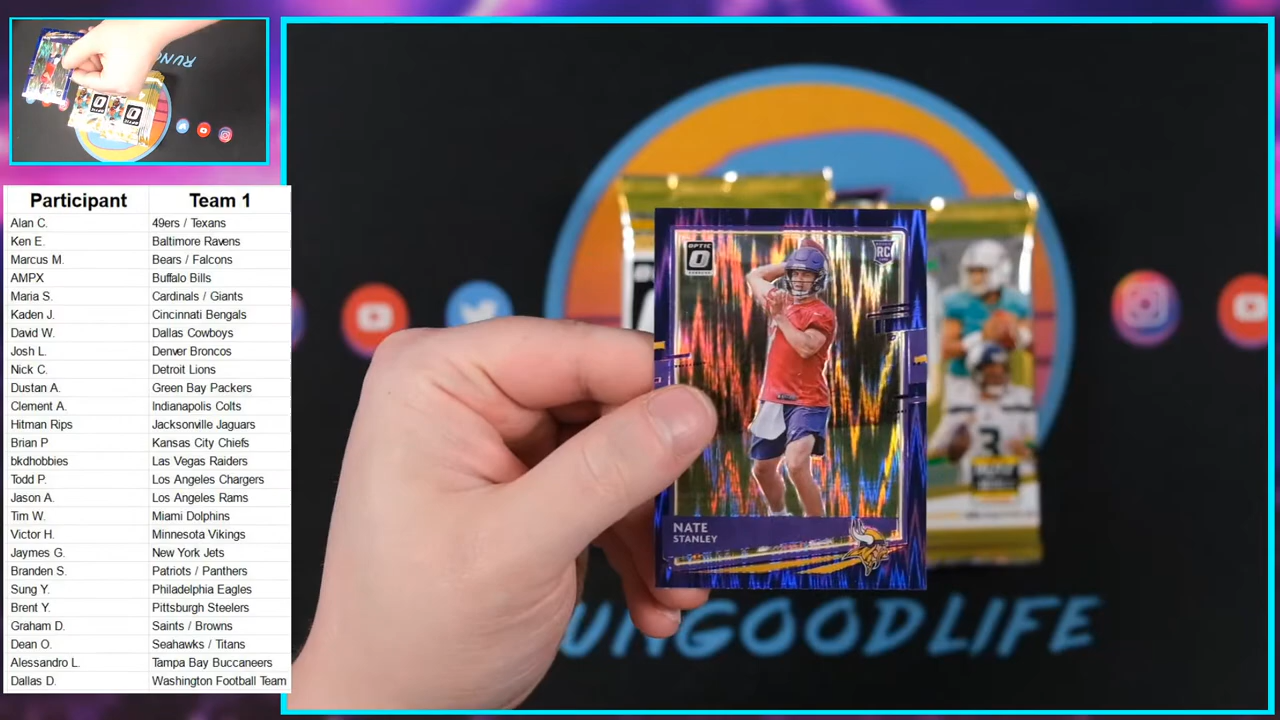 Participant Team 1
Alan C. 49ers / Texans
Ken E. Baltimore Ravens
Marcus M. Bears / Falcons
AMPX Buffalo Bills
Maria S. Cardinals / Giants
Kaden J. Cincinnati Bengals
David W. Dallas Cowboys
Josh L. Denver Broncos
Nick C. Detroit Lions
Dustan A. Green Bay Packers
Clement A. Indianapolis Colts
Hitman Rips Jacksonville Jaguars
Brian P Kansas City Chiefs
bkdhobbies Las Vegas Raiders
Todd P. Los Angeles Chargers
Jason A. Los Angeles Rams
Tim W. Miami Dolphins
Victor H. Minnesota Vikings
Jaymes G. New York Jets
Branden S. Patriots / Panthers
Sung Y. Philadelphia Eagles
Brent Y. Pittsburgh Steelers
Graham D. Saints / Browns
Dean O. Seahawks / Titans
Alessandro L. Tampa Bay Buccaneers
Dallas D. Washington Football Team
OPTIC
RC
3
NATE
STANLEY
RUNGOOD LIFE